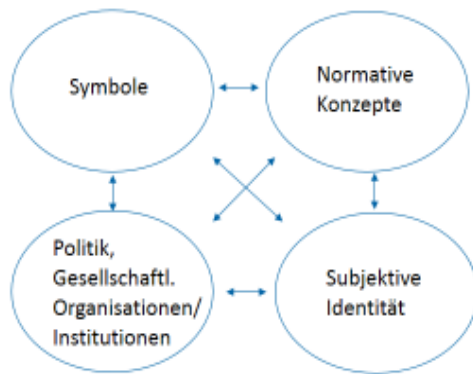 Symbole
Normative
Konzepte
Politik,
Gesellschaftl.
Organisationen/
Institutionen
Subjektive
Identität